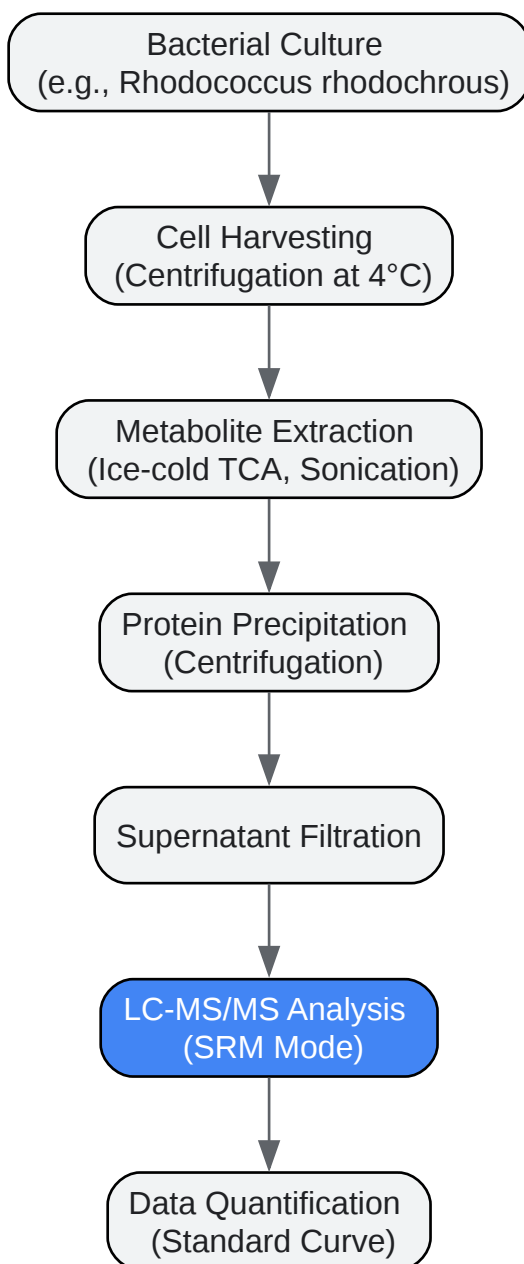 Bacterial Culture
(e.g., Rhodococcus rhodochrous)
Cell Harvesting
(Centrifugation at 4°C)
Metabolite Extraction
(Ice-cold TCA, Sonication)
Protein Precipitation
(Centrifugation)
Supernatant Filtration
LC-MS/MS Analysis
(SRM Mode)
Data Quantification
(Standard Curve)